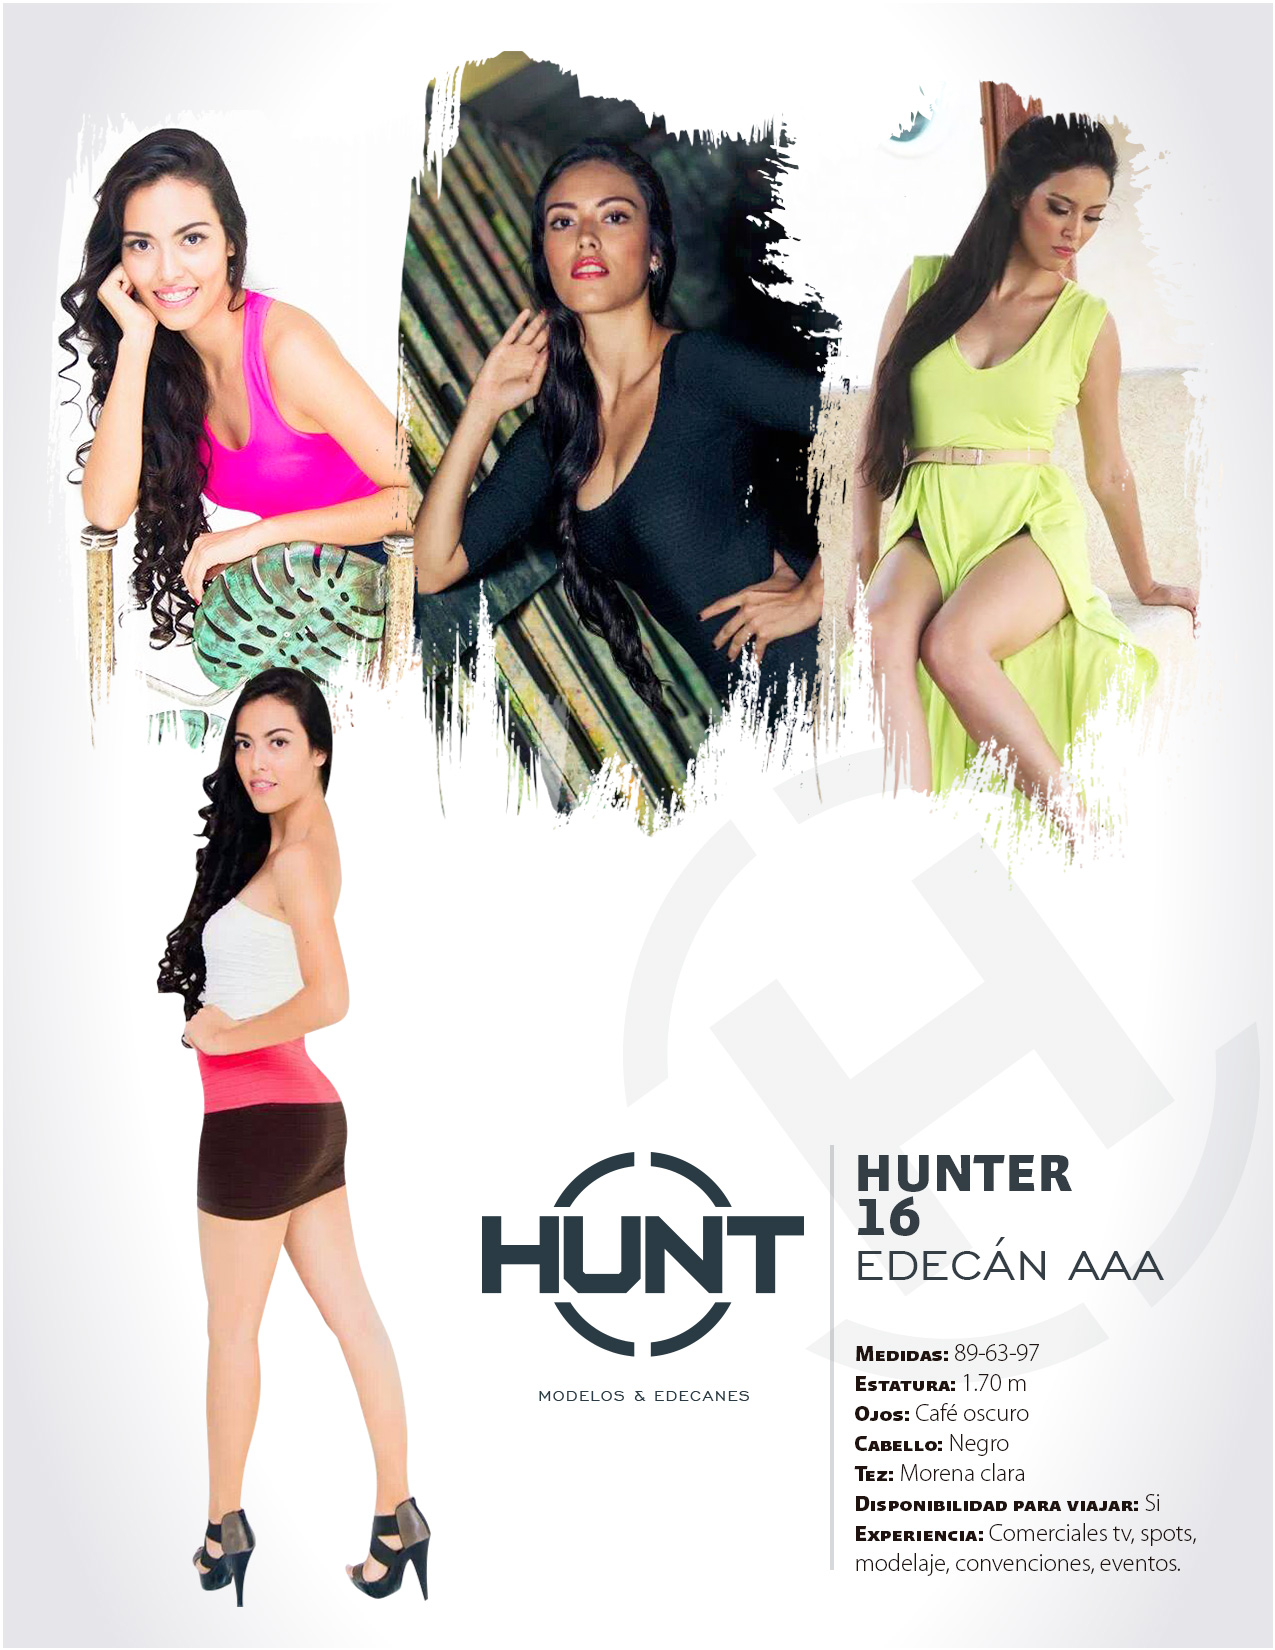 HUNT
MODELOS & EDECANES
HUNTER
16
EDECÁN AAA
MEDIDAS: 89-63-97
ESTATURA: 1.70 m
OJOS: Café oscuro
CABELLO: Negro
TEZ: Morena clara
DISPONIBILIDAD PARA VIAJAR: Si
EXPERIENCIA: Comerciales tv, spots,
modelaje, convenciones, eventos.